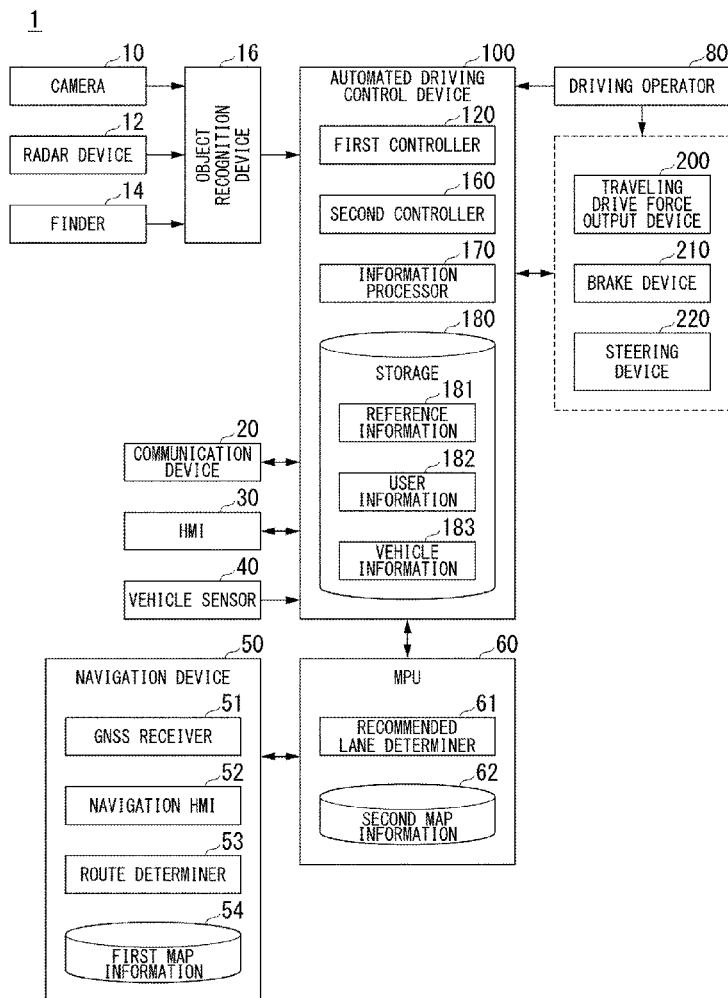 1
10
CAMERA
12
RADAR DEVICE
14
FINDER
16
OBJECT
RECOGNITION
DEVICE
100
AUTOMATED DRIVING
CONTROL DEVICE
120
FIRST CONTROLLER
160
SECOND CONTROLLER
170
INFORMATION
PROCESSOR
180
STORAGE
181
REFERENCE
INFORMATION
182
USER
INFORMATION
183
VEHICLE
INFORMATION
80
DRIVING OPERATOR
200
TRAVELING
DRIVE FORCE
OUTPUT DEVICE
210
BRAKE DEVICE
220
STEERING
DEVICE
20
COMMUNICATION
DEVICE
30
HMI
40
VEHICLE SENSOR
50
NAVIGATION DEVICE
51
GNSS RECEIVER
52
NAVIGATION HMI
53
ROUTE DETERMINER
54
FIRST MAP
INFORMATION
60
MPU
61
RECOMMENDED
LANE DETERMINER
62
SECOND MAP
INFORMATION